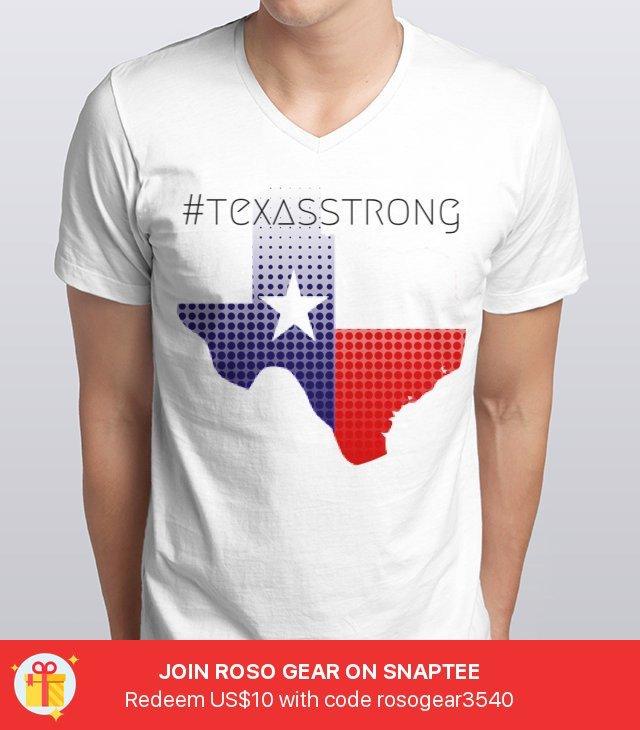 #TEXASSTRONG
JOIN ROSO GEAR ON SNAPTEE
Redeem US$10 with code rosogear3540